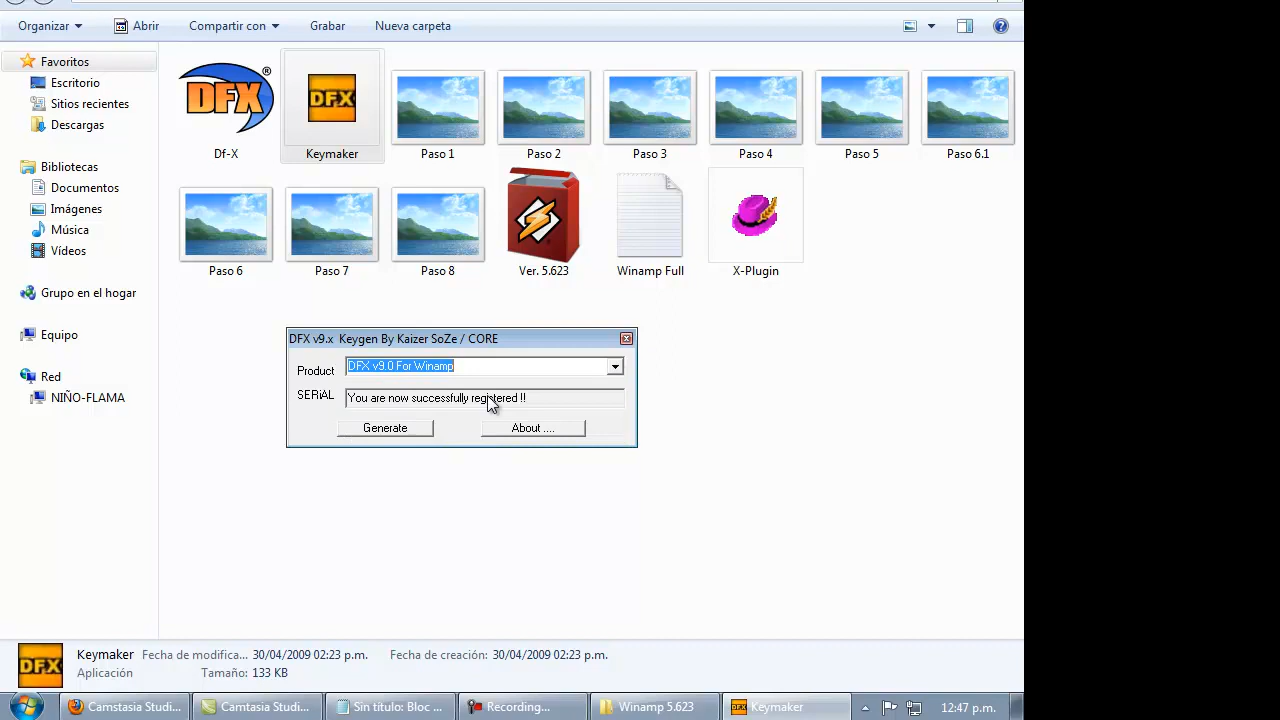 Organizar
Abrir
Compartir con
Grabar
Nueva carpeta
Favoritos
Escritorio
Sitios recientes
Descargas
Bibliotecas
Documentos
Imágenes
Música
Vídeos
Grupo en el hogar
Equipo
Red
NIÑO-FLAMA
DFX
Df-X
DFX
Keymaker
Paso 1
Paso 2
Paso 3
Paso 4
Paso 5
Paso 6.1
Paso 6
Paso 7
Paso 8
Ver. 5.623
Winamp Full
X-Plugin
DFX v9.x Keygen By Kaizer SoZe / CORE
Product
DFX v9.0 For Winamp
SERiAL
You are now successfully registered !!
Generate
About ....
DFX
Keymaker
Fecha de modifica... 30/04/2009 02:23 p.m.
Fecha de creación: 30/04/2009 02:23 p.m.
Aplicación
Tamaño: 133 KB
Camstasia Studi...
Camtasia Studi...
Sin título: Bloc ...
Recording...
Winamp 5.623
Keymaker
12:47 p.m.